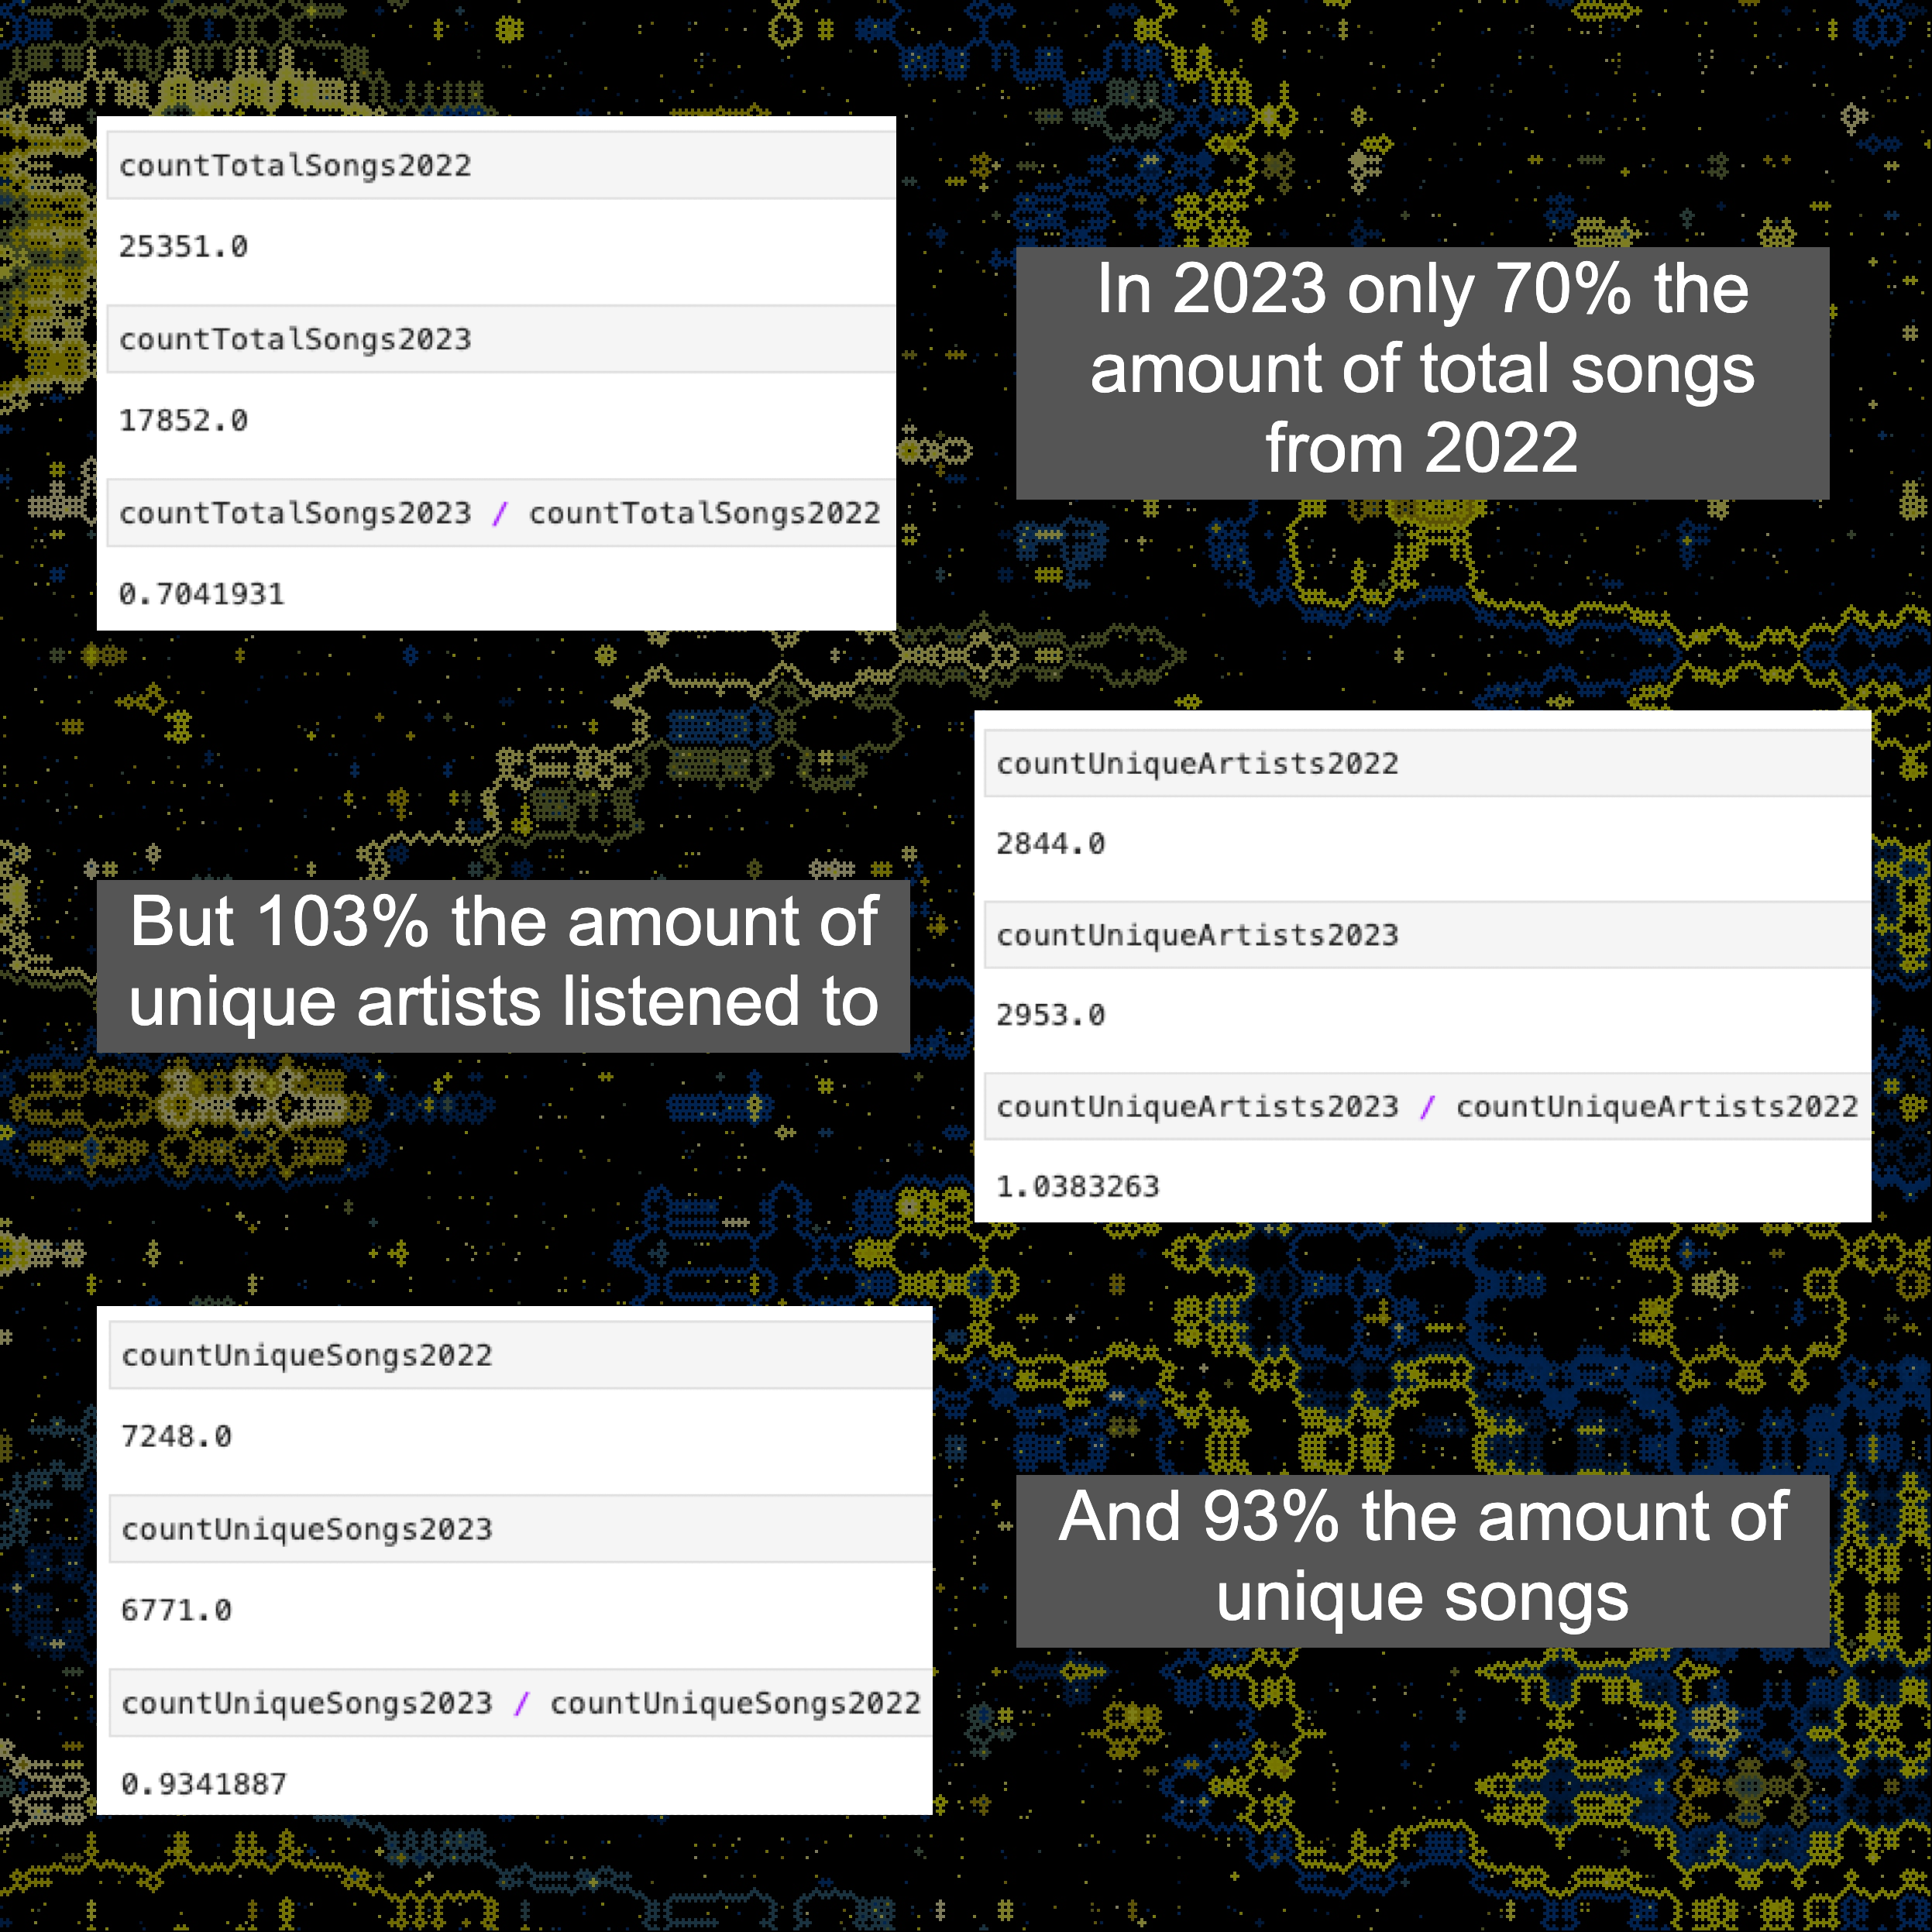 countTotalSongs2022
25351.0
countTotalSongs2023
17852.0
countTotalSongs2023 / countTotalSongs2022
0.7041931
In 2023 only 70% the
amount of total songs
from 2022
But 103% the amount of
unique artists listened to
countUniqueArtists2022
2844.0
countUniqueArtists2023
2953.0
countUniqueArtists2023 / countUniqueArtists2022
1.0383263
countUniqueSongs2022
7248.0
countUniqueSongs2023
6771.0
countUniqueSongs2023 / countUniqueSongs2022
0.9341887
And 93% the amount of
unique songs